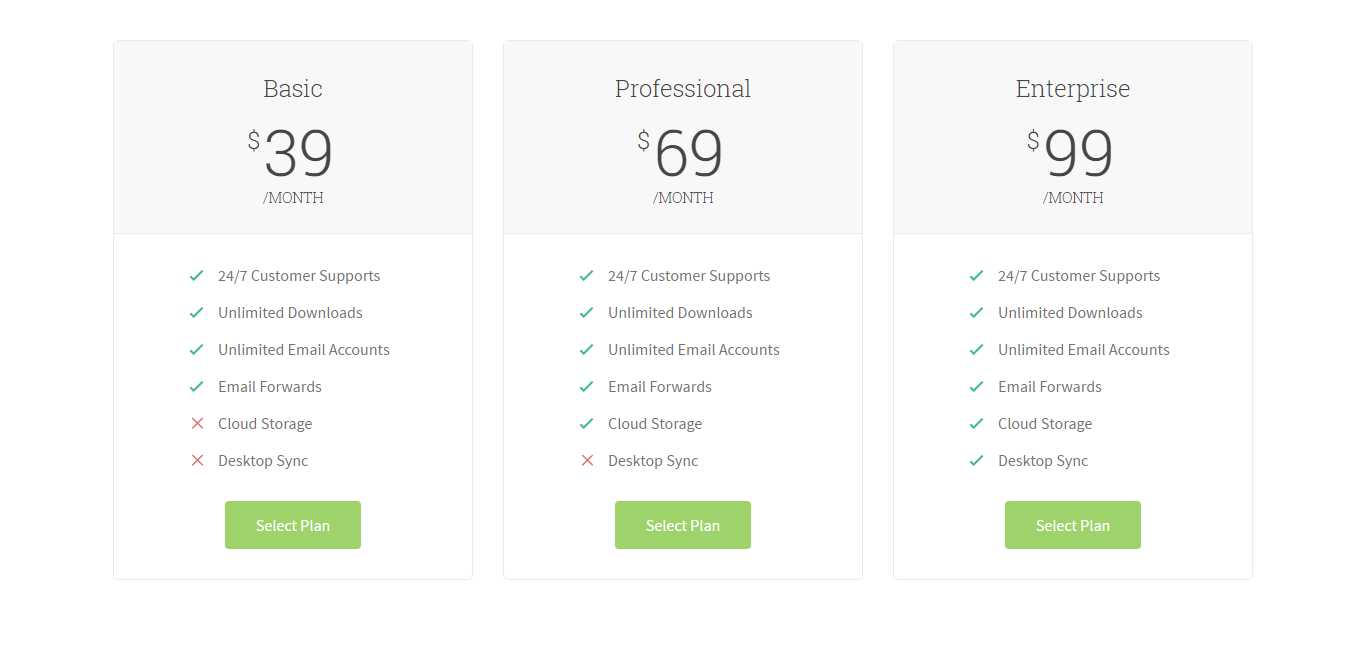 Basic
$39
/MONTH
24/7 Customer Supports
Unlimited Downloads
Unlimited Email Accounts
Email Forwards
Cloud Storage
Desktop Sync
Select Plan
Professional
$69
/MONTH
24/7 Customer Supports
Unlimited Downloads
Unlimited Email Accounts
Email Forwards
Cloud Storage
Desktop Sync
Select Plan
Enterprise
$99
/MONTH
24/7 Customer Supports
Unlimited Downloads
Unlimited Email Accounts
Email Forwards
Cloud Storage
Desktop Sync
Select Plan